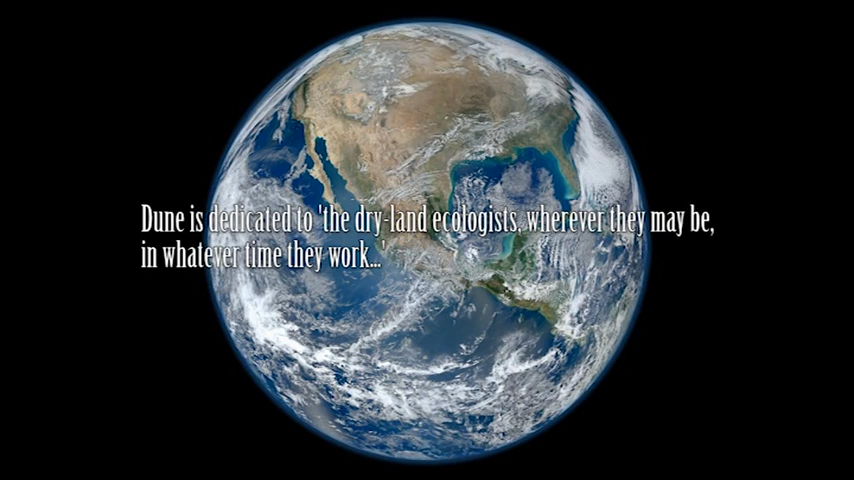 Dune is dedicated to 'the dry-land ecologists, wherever they may be,
in whatever time they work...'